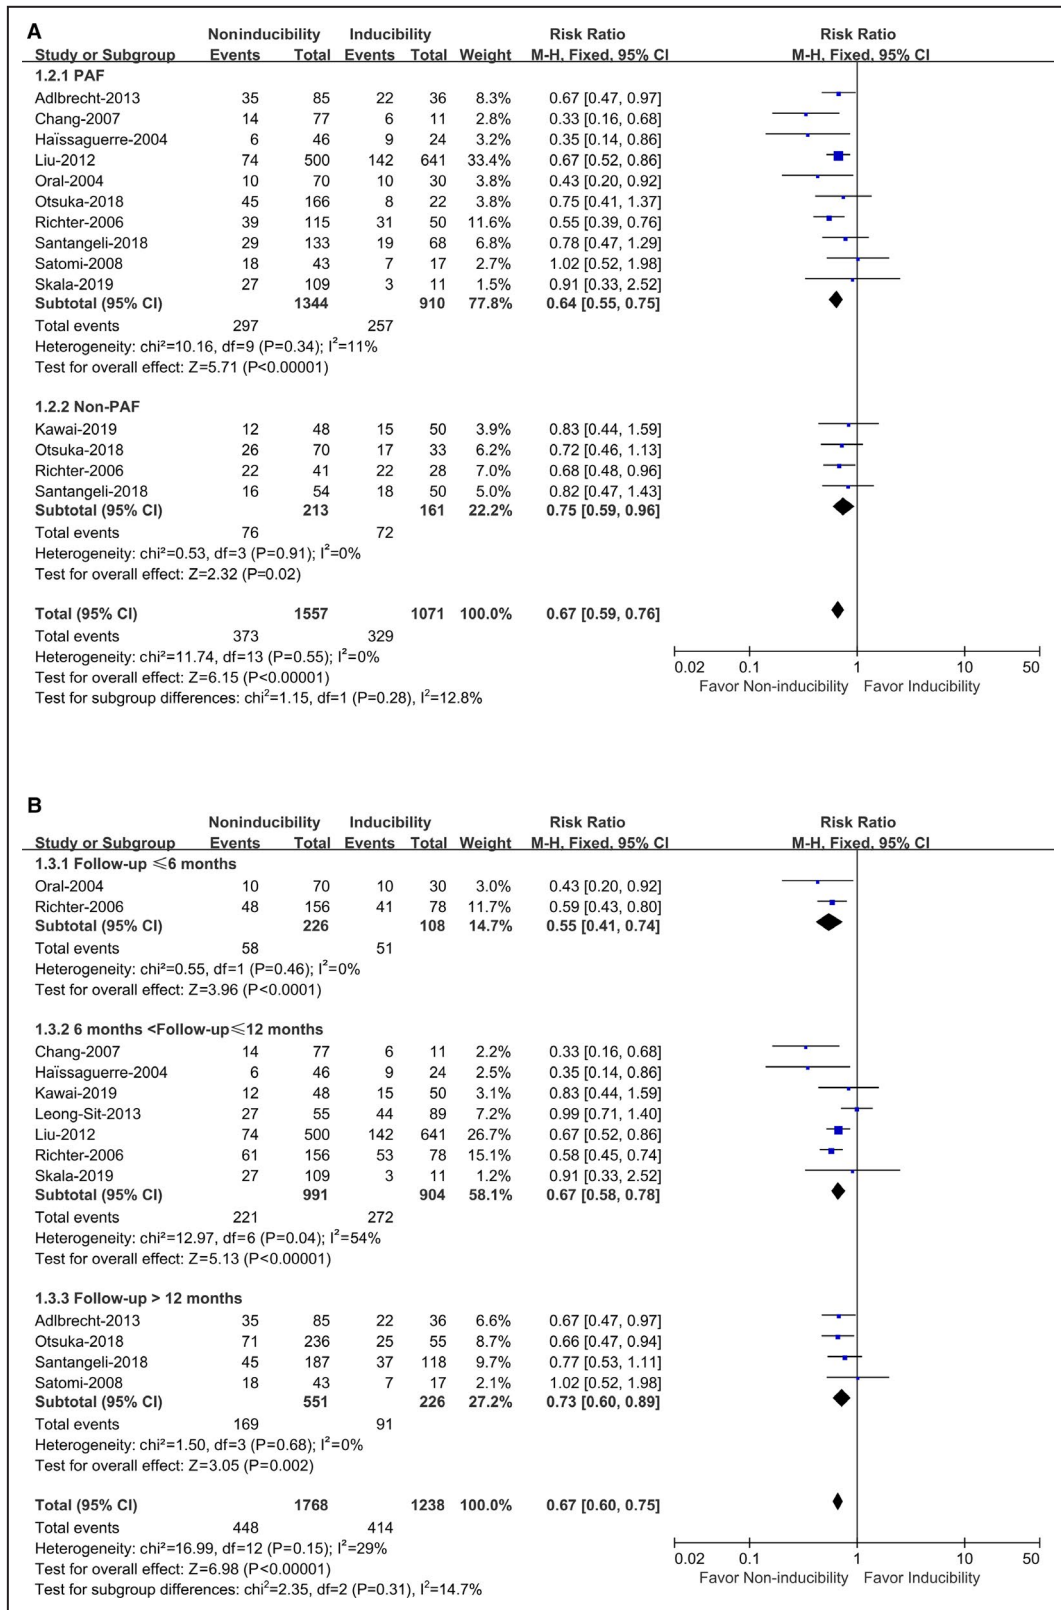 A
Noninducibility Inducibility Risk Ratio Risk Ratio
Study or Subgroup Events Total Events Total Weight M-H, Fixed, 95% CI M-H, Fixed, 95% CI
1.2.1 PAF
Adlbrecht-2013 35 85 22 36 8.3% 0.67 [0.47, 0.97]
Chang-2007 14 77 6 11 2.8% 0.33 [0.16, 0.68]
Haïssaguerre-2004 6 46 9 24 3.2% 0.35 [0.14, 0.86]
Liu-2012 74 500 142 641 33.4% 0.67 [0.52, 0.86]
Oral-2004 10 70 10 30 3.8% 0.43 [0.20, 0.92]
Otsuka-2018 45 166 8 22 3.8% 0.75 [0.41, 1.37]
Richter-2006 39 115 31 50 11.6% 0.55 [0.39, 0.76]
Santangeli-2018 29 133 19 68 6.8% 0.78 [0.47, 1.29]
Satomi-2008 18 43 7 17 2.7% 1.02 [0.52, 1.98]
Skala-2019 27 109 3 11 1.5% 0.91 [0.33, 2.52]
Subtotal (95% CI) 1344 910 77.8% 0.64 [0.55, 0.75]
Total events 297 257
Heterogeneity: chi²=10.16, df=9 (P=0.34); I²=11%
Test for overall effect: Z=5.71 (P<0.00001)
1.2.2 Non-PAF
Kawai-2019 12 48 15 50 3.9% 0.83 [0.44, 1.59]
Otsuka-2018 26 70 17 33 6.2% 0.72 [0.46, 1.13]
Richter-2006 22 41 22 28 7.0% 0.68 [0.48, 0.96]
Santangeli-2018 16 54 18 50 5.0% 0.82 [0.47, 1.43]
Subtotal (95% CI) 213 161 22.2% 0.75 [0.59, 0.96]
Total events 76 72
Heterogeneity: chi²=0.53, df=3 (P=0.91); I²=0%
Test for overall effect: Z=2.32 (P=0.02)
Total (95% CI) 1557 1071 100.0% 0.67 [0.59, 0.76]
Total events 373 329
Heterogeneity: chi²=11.74, df=13 (P=0.55); I²=0%
Test for overall effect: Z=6.15 (P<0.00001)
Test for subgroup differences: chi²=1.15, df=1 (P=0.28), I²=12.8%
0.02 0.1 1 10 50
Favor Non-inducibility Favor Inducibility
B
Noninducibility Inducibility Risk Ratio Risk Ratio
Study or Subgroup Events Total Events Total Weight M-H, Fixed, 95% CI M-H, Fixed, 95% CI
1.3.1 Follow-up ⩽6 months
Oral-2004 10 70 10 30 3.0% 0.43 [0.20, 0.92]
Richter-2006 48 156 41 78 11.7% 0.59 [0.43, 0.80]
Subtotal (95% CI) 226 108 14.7% 0.55 [0.41, 0.74]
Total events 58 51
Heterogeneity: chi²=0.55, df=1 (P=0.46); I²=0%
Test for overall effect: Z=3.96 (P<0.0001)
1.3.2 6 months <Follow-up⩽12 months
Chang-2007 14 77 6 11 2.2% 0.33 [0.16, 0.68]
Haïssaguerre-2004 6 46 9 24 2.5% 0.35 [0.14, 0.86]
Kawai-2019 12 48 15 50 3.1% 0.83 [0.44, 1.59]
Leong-Sit-2013 27 55 44 89 7.2% 0.99 [0.71, 1.40]
Liu-2012 74 500 142 641 26.7% 0.67 [0.52, 0.86]
Richter-2006 61 156 53 78 15.1% 0.58 [0.45, 0.74]
Skala-2019 27 109 3 11 1.2% 0.91 [0.33, 2.52]
Subtotal (95% CI) 991 904 58.1% 0.67 [0.58, 0.78]
Total events 221 272
Heterogeneity: chi²=12.97, df=6 (P=0.04); I²=54%
Test for overall effect: Z=5.13 (P<0.00001)
1.3.3 Follow-up > 12 months
Adlbrecht-2013 35 85 22 36 6.6% 0.67 [0.47, 0.97]
Otsuka-2018 71 236 25 55 8.7% 0.66 [0.47, 0.94]
Santangeli-2018 45 187 37 118 9.7% 0.77 [0.53, 1.11]
Satomi-2008 18 43 7 17 2.1% 1.02 [0.52, 1.98]
Subtotal (95% CI) 551 226 27.2% 0.73 [0.60, 0.89]
Total events 169 91
Heterogeneity: chi²=1.50, df=3 (P=0.68); I²=0%
Test for overall effect: Z=3.05 (P=0.002)
Total (95% CI) 1768 1238 100.0% 0.67 [0.60, 0.75]
Total events 448 414
Heterogeneity: chi²=16.99, df=12 (P=0.15); I²=29%
Test for overall effect: Z=6.98 (P<0.00001)
Test for subgroup differences: chi²=2.35, df=2 (P=0.31), I²=14.7%
0.02 0.1 1 10 50
Favor Non-inducibility Favor Inducibility